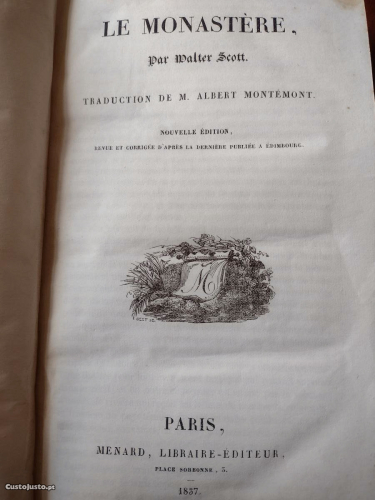 LE MONASTÈRE,
Par Walter Scott.
TRADUCTION DE M. ALBERT MONTÉMONT.
NOUVELLE ÉDITION,
REVUE ET CORRIGÉE D'APRÈS LA DERNIÈRE PUBLIÉE A ÉDIMBOURG.
M
PARIS,
MENARD, LIBRAIRE-ÉDITEUR,
PLACE SORBONNE, 3.
1837.
CustoJusto.pt